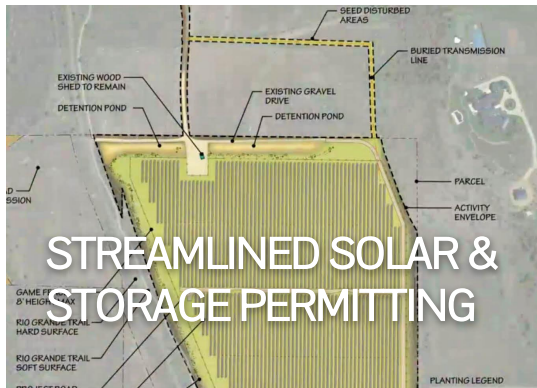 SEED DISTURBED
AREAS
BURIED TRANSMISSION
LINE
EXISTING WOOD
SHED TO REMAIN
EXISTING GRAVEL
DRIVE
DETENTION POND
DETENTION POND
PARCEL
ACTIVITY
ENVELOPE
STREAMLINED SOLAR &
STORAGE PERMITTING
GAME
8' HEIGHT MAX
RIO GRANDE TRAIL
HARD SURFACE
RIO GRANDE TRAIL
SOFT SURFACE
PLANTING LEGEND